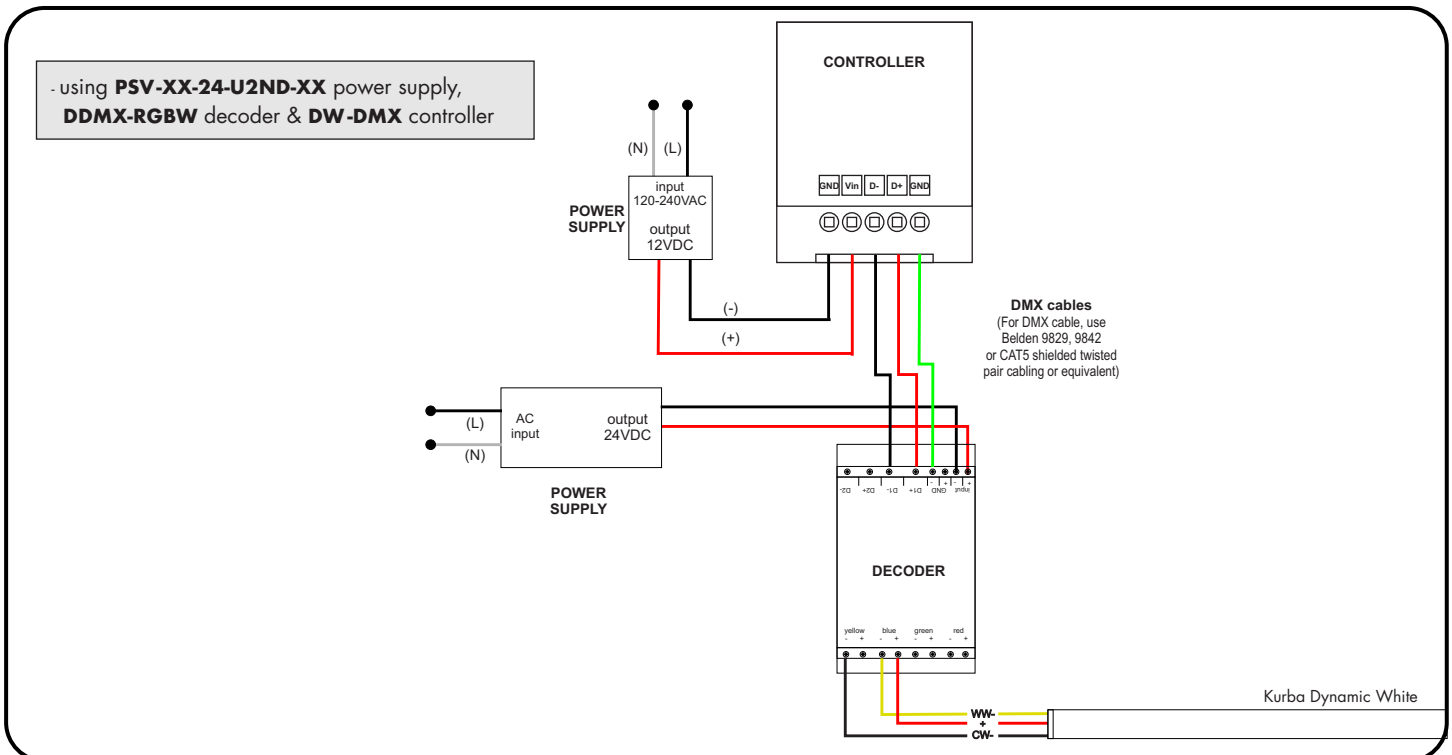 - using PSV-XX-24-U2ND-XX power supply,
DDMX-RGBW decoder & DW-DMX controller
CONTROLLER
GND Vin D- D+ GND
(N) (L)
input
120-240VAC
output
12VDC
POWER
SUPPLY
(-)
(+)
DMX cables
(For DMX cable, use
Belden 9829, 9842
or CAT5 shielded twisted
pair cabling or equivalent)
(L)
(N)
AC
input
output
24VDC
POWER
SUPPLY
- + - +
D2- D2+ D1- D1+ GND input
DECODER
yellow blue green red
- + - + - + - +
WW-
+
CW-
Kurba Dynamic White